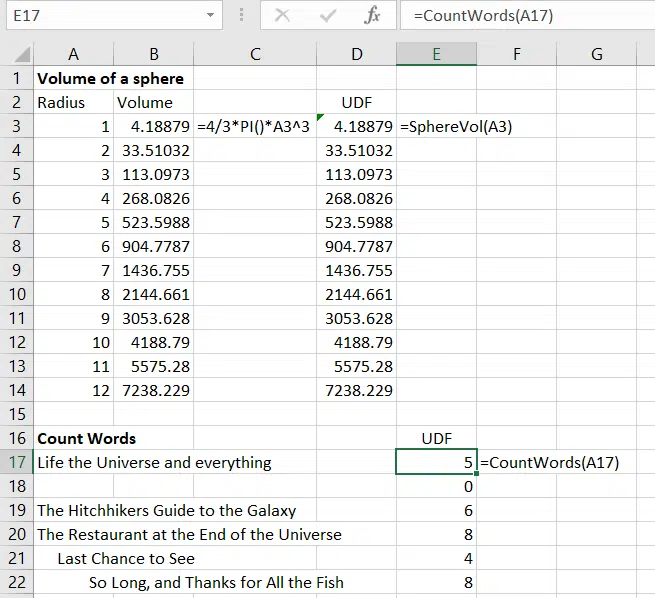 E17 fx =CountWords(A17)
A B C D E F G
1 Volume of a sphere
2 Radius Volume UDF
3 1 4.18879 =4/3*PI()*A3^3 4.18879 =SphereVol(A3)
4 2 33.51032 33.51032
5 3 113.0973 113.0973
6 4 268.0826 268.0826
7 5 523.5988 523.5988
8 6 904.7787 904.7787
9 7 1436.755 1436.755
10 8 2144.661 2144.661
11 9 3053.628 3053.628
12 10 4188.79 4188.79
13 11 5575.28 5575.28
14 12 7238.229 7238.229
15
16 Count Words UDF
17 Life the Universe and everything 5 =CountWords(A17)
18 0
19 The Hitchhikers Guide to the Galaxy 6
20 The Restaurant at the End of the Universe 8
21 Last Chance to See 4
22 So Long, and Thanks for All the Fish 8